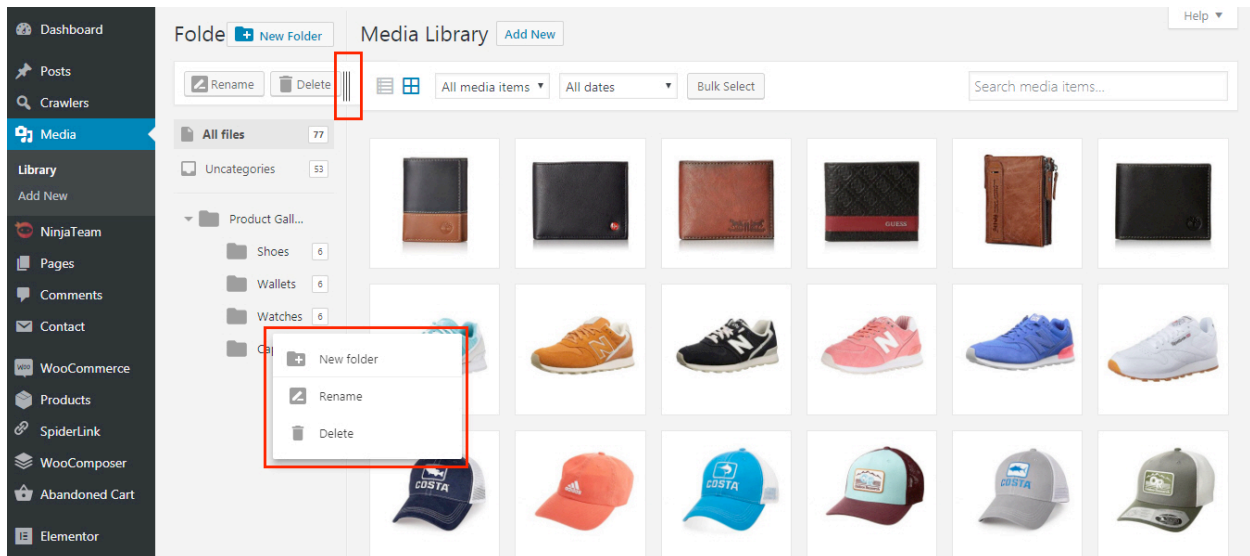 Dashboard
Posts
Crawlers
Media
Library
Add New
NinjaTeam
Pages
Comments
Contact
WooCommerce
Products
SpiderLink
WooComposer
Abandoned Cart
Elementor
Folde New Folder
Rename Delete
All files 77
Uncategories 53
Product Gall...
Shoes 6
Wallets 6
Watches 6
New folder
Rename
Delete
Help ▼
Media Library Add New
All media items ▼ All dates ▼ Bulk Select Search media items...
GUESS
COSTA
COSTA
COSTA